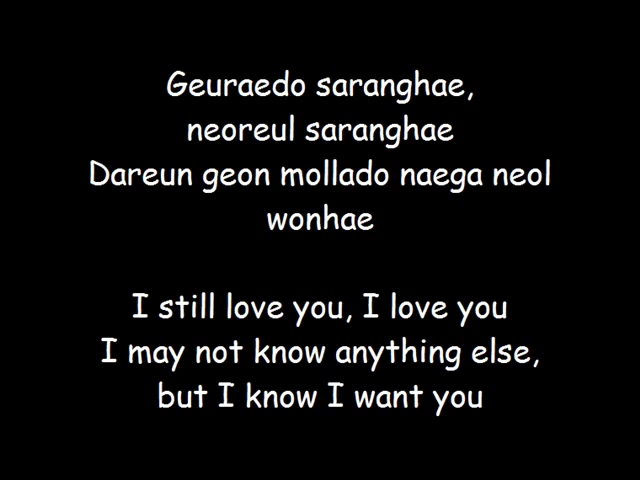 Geuraedo saranghae,
neoreul saranghae
Dareun geon mollado naega neol
wonhae
I still love you, I love you
I may not know anything else,
but I know I want you